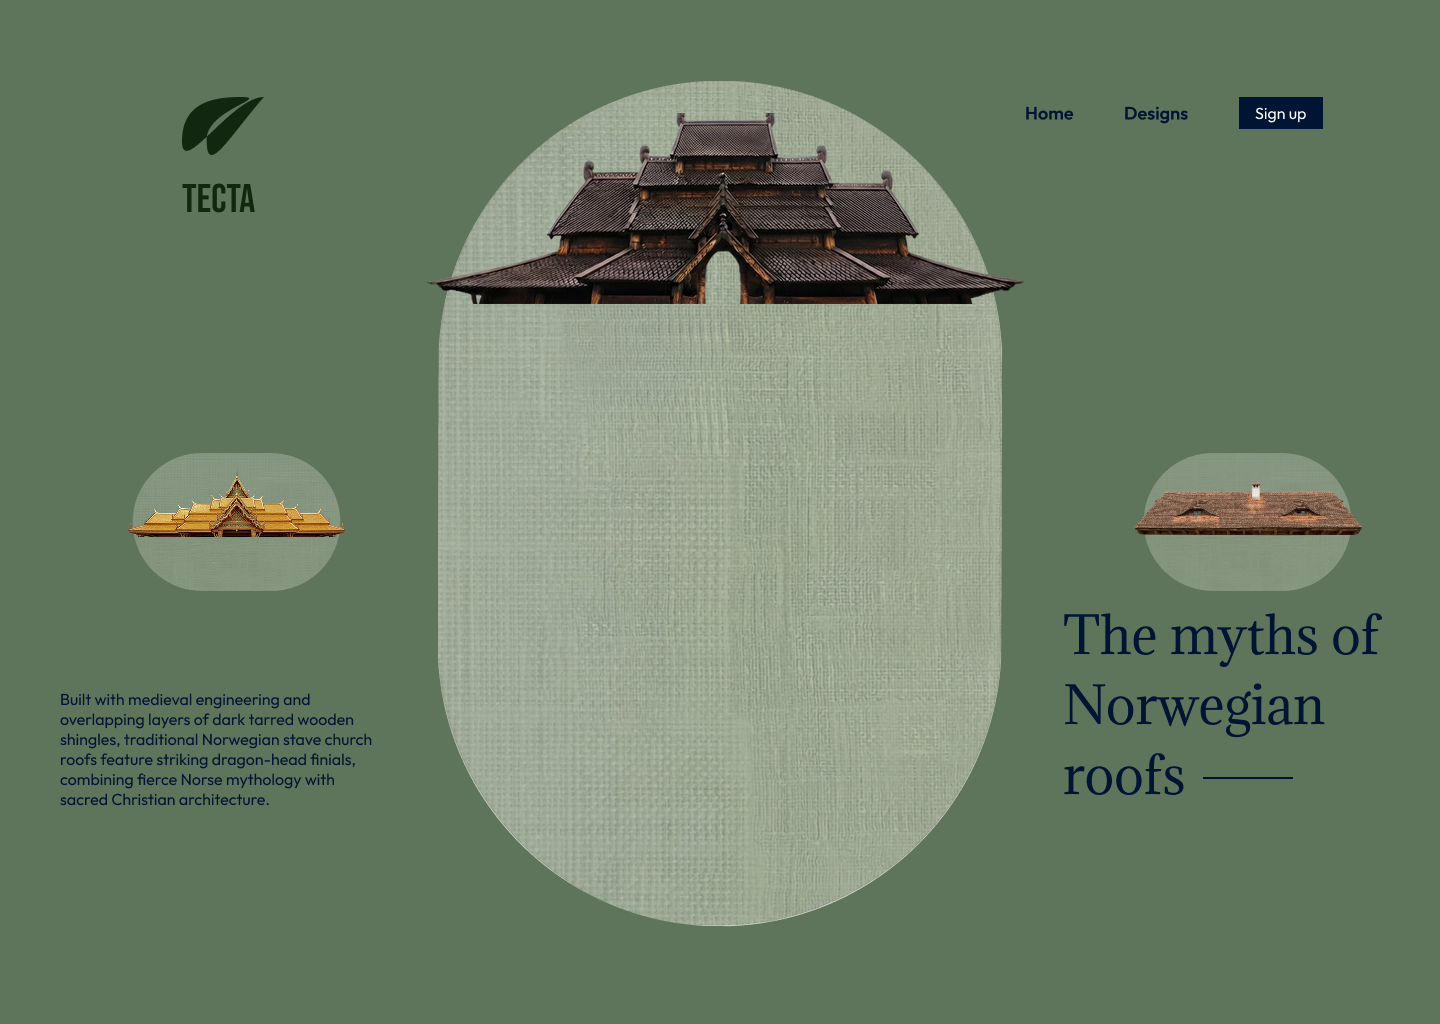 TECTA
Home
Designs
Sign up
The myths of
Norwegian
roofs
Built with medieval engineering and
overlapping layers of dark tarred wooden
shingles, traditional Norwegian stave church
roofs feature striking dragon-head finials,
combining fierce Norse mythology with
sacred Christian architecture.